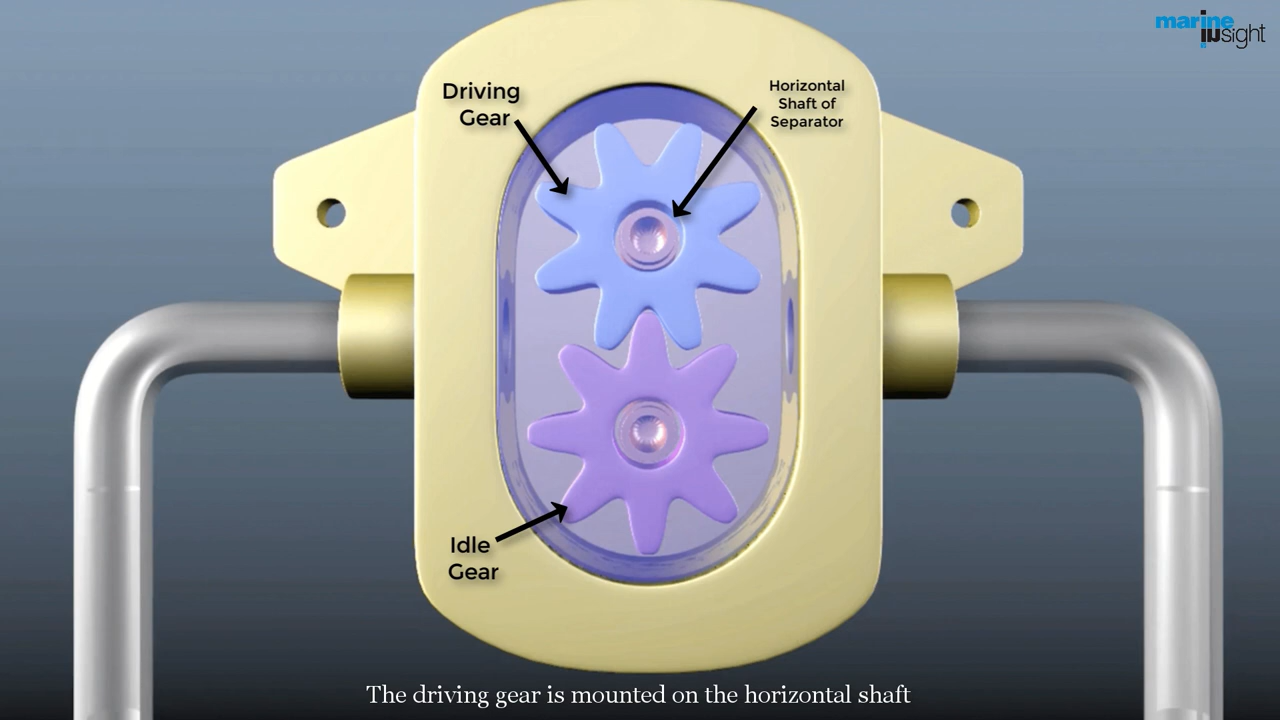 marine
insight
Driving
Gear
Horizontal
Shaft of
Separator
Idle
Gear
The driving gear is mounted on the horizontal shaft